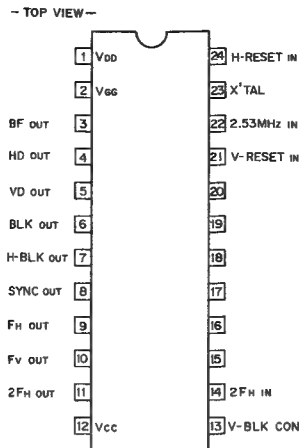 - TOP VIEW -
1 VDD
2 VGG
BF OUT 3
HD OUT 4
VD OUT 5
BLK OUT 6
H-BLK OUT 7
SYNC OUT 8
FH OUT 9
FV OUT 10
2FH OUT 11
12 VCC
24 H-RESET IN
23 X'TAL
22 2.53MHz IN
21 V-RESET IN
20
19
18
17
16
15
14 2FH IN
13 V-BLK CON